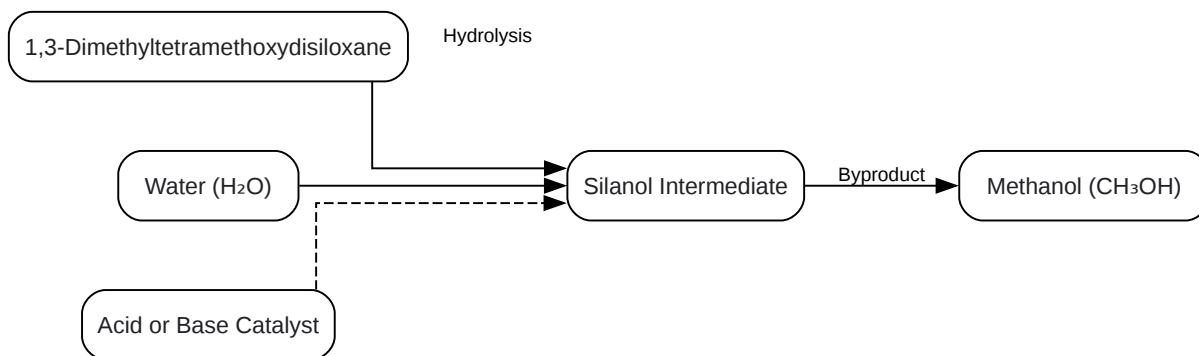 1,3-Dimethyltetramethoxydisiloxane
Hydrolysis
Water (H₂O)
Silanol Intermediate
Byproduct
Methanol (CH₃OH)
Acid or Base Catalyst